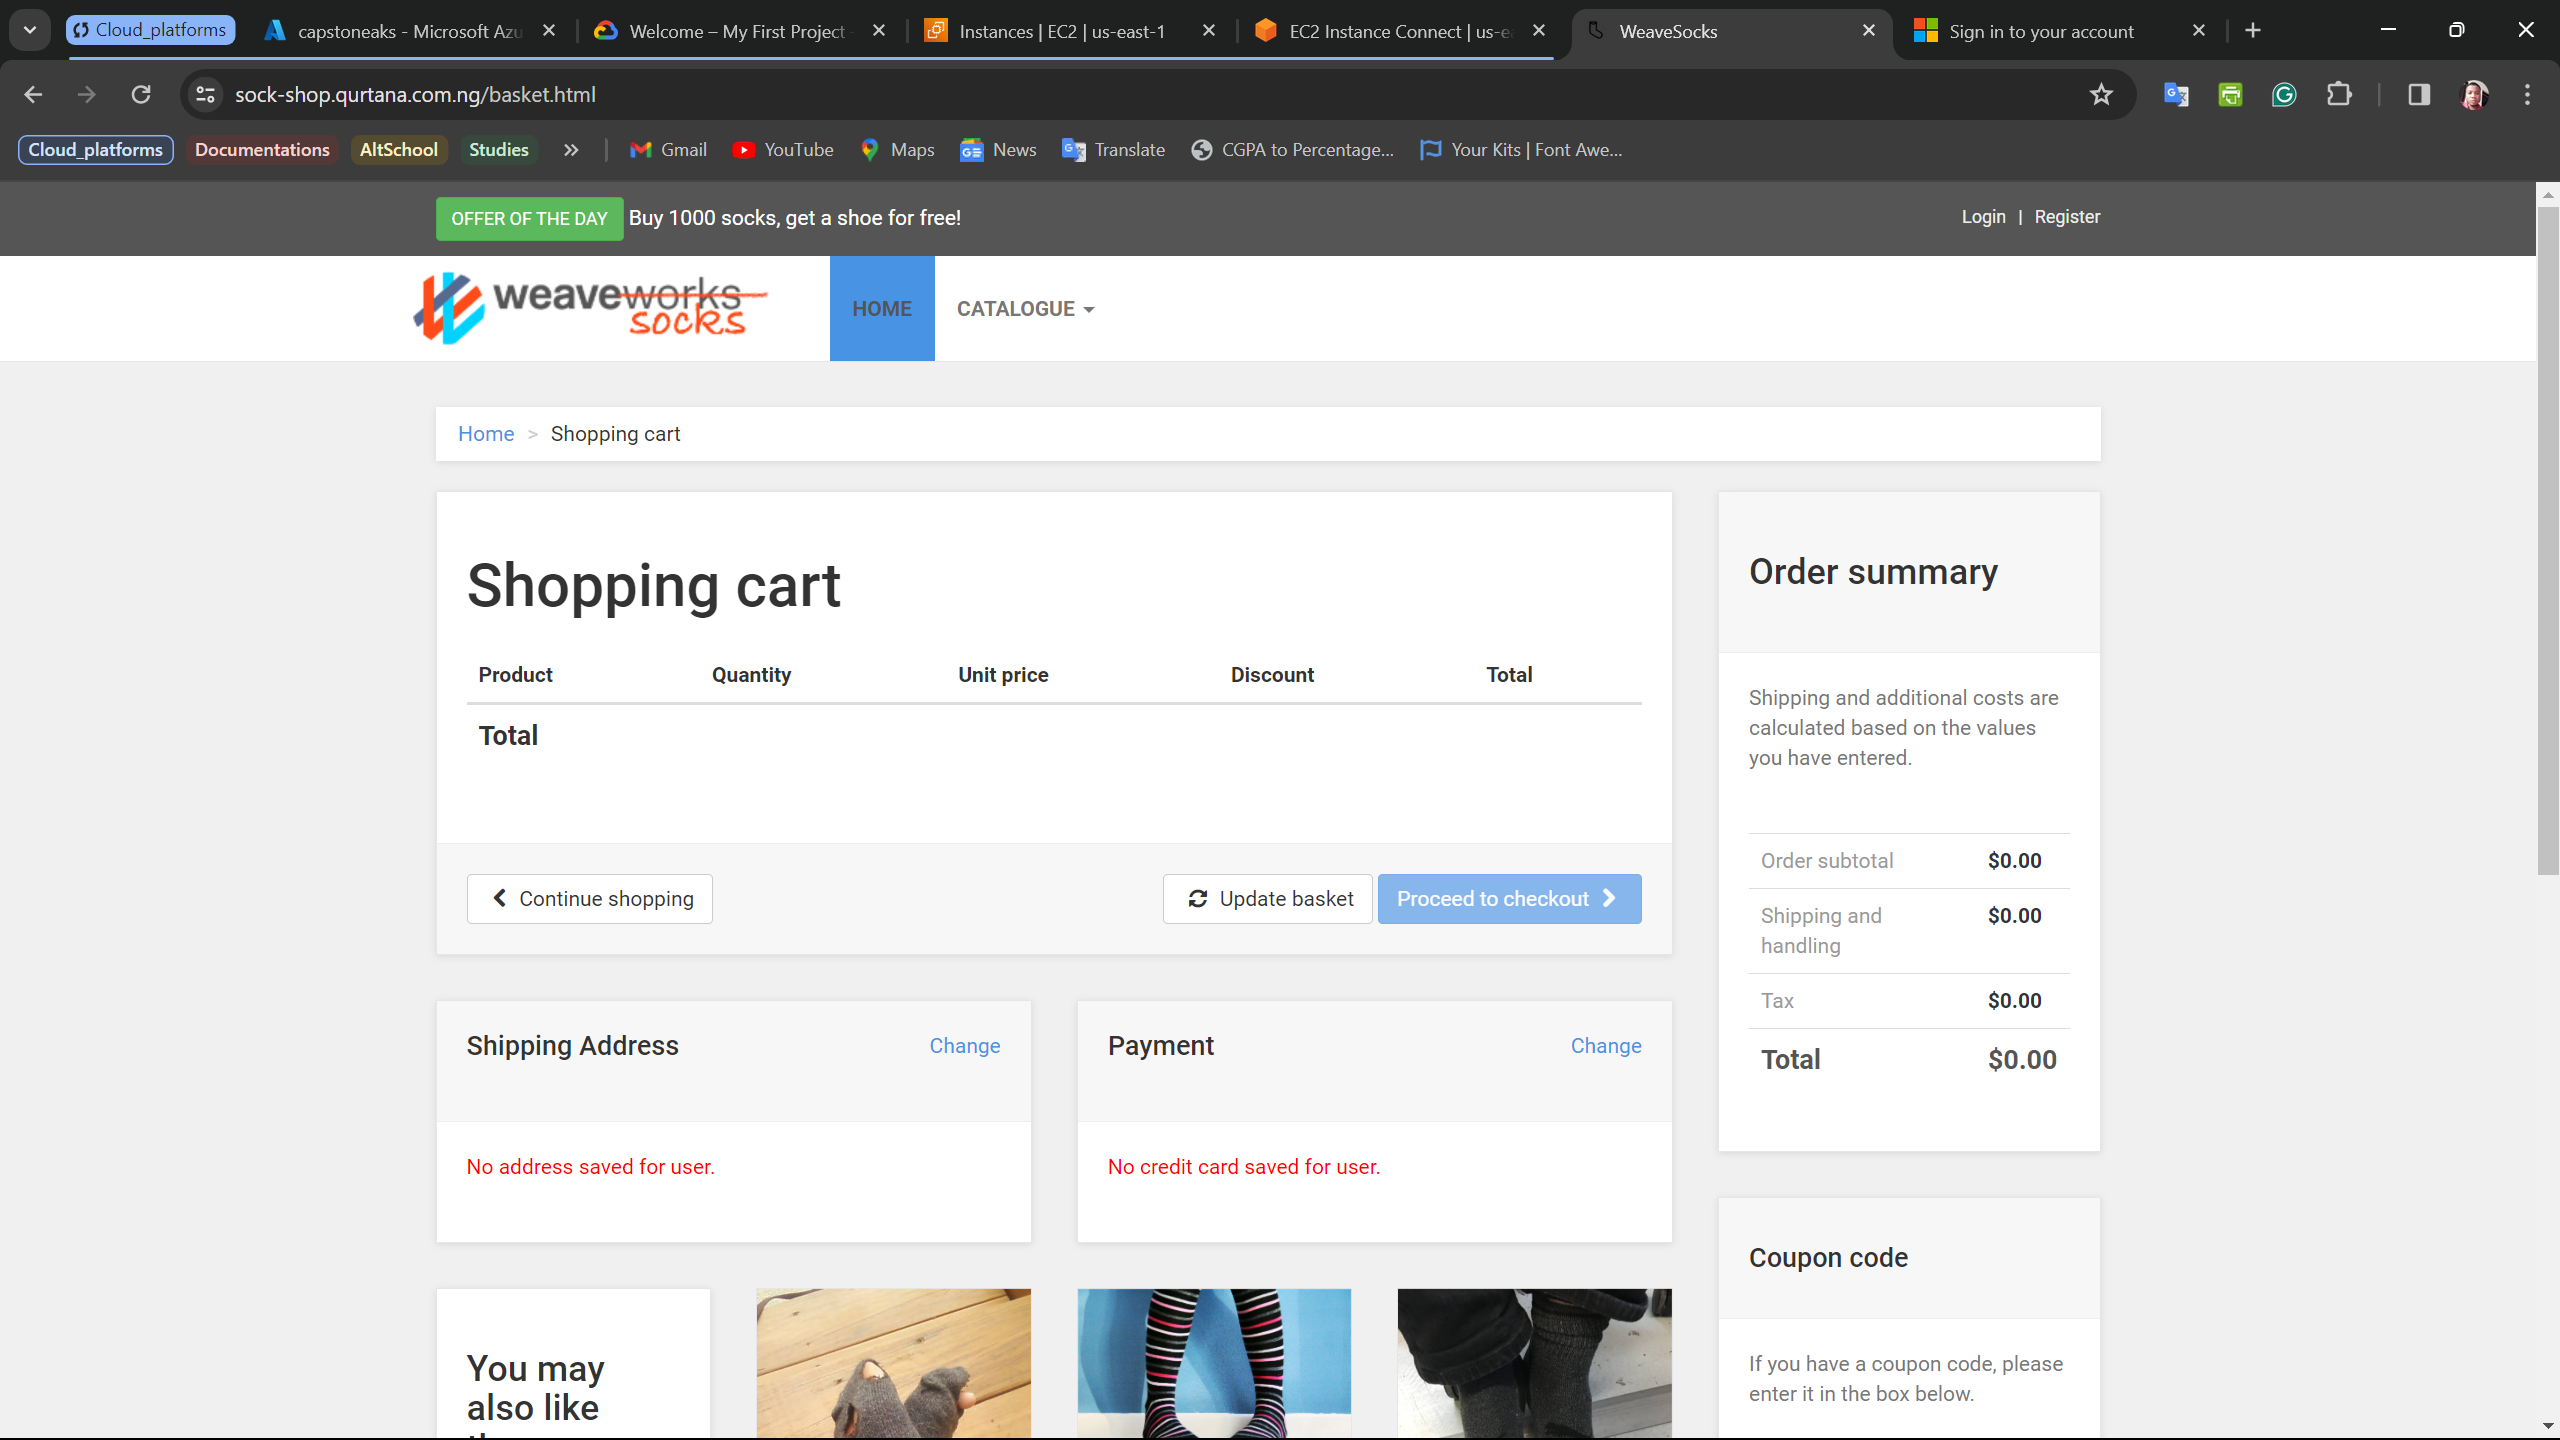 Cloud_platforms
capstoneaks - Microsoft Azu
Welcome – My First Project
Instances | EC2 | us-east-1
EC2 Instance Connect | us-ea
WeaveSocks
Sign in to your account
sock-shop.qurtana.com.ng/basket.html
Cloud_platforms
Documentations
AltSchool
Studies
Gmail
YouTube
Maps
News
Translate
CGPA to Percentage...
Your Kits | Font Awe...
OFFER OF THE DAY Buy 1000 socks, get a shoe for free!
Login | Register
weaveworks
socks
HOME
CATALOGUE
Home > Shopping cart
Shopping cart
Product Quantity Unit price Discount Total
Total
Continue shopping
Update basket
Proceed to checkout
Order summary
Shipping and additional costs are
calculated based on the values
you have entered.
Order subtotal $0.00
Shipping and $0.00
handling
Tax $0.00
Total $0.00
Shipping Address Change
No address saved for user.
Payment Change
No credit card saved for user.
Coupon code
If you have a coupon code, please
enter it in the box below.
You may
also like